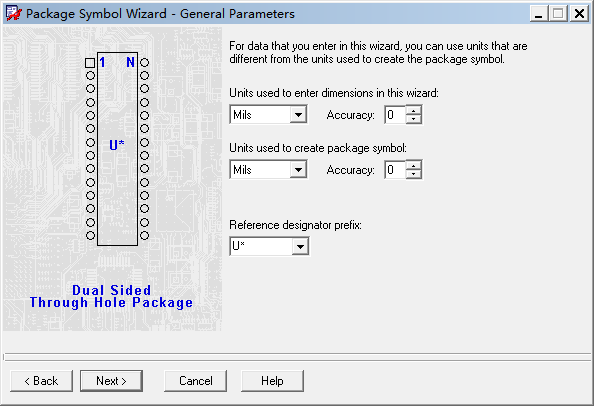 Package Symbol Wizard - General Parameters
For data that you enter in this wizard, you can use units that are
different from the units used to create the package symbol.
1 N
Units used to enter dimensions in this wizard:
Mils Accuracy: 0
U*
Units used to create package symbol:
Mils Accuracy: 0
Reference designator prefix:
U*
Dual Sided
Through Hole Package
< Back Next > Cancel Help